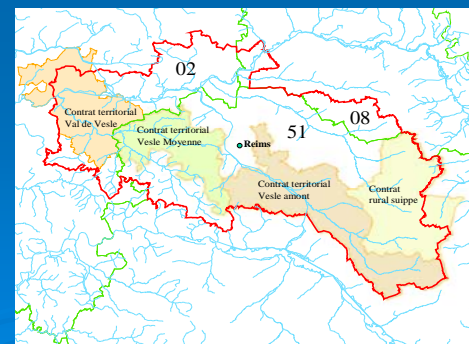 02
08
51
Contrat territorial
Val de Vesle
Contrat territorial
Vesle Moyenne
Reims
Contrat territorial
Vesle amont
Contrat
rural suippe